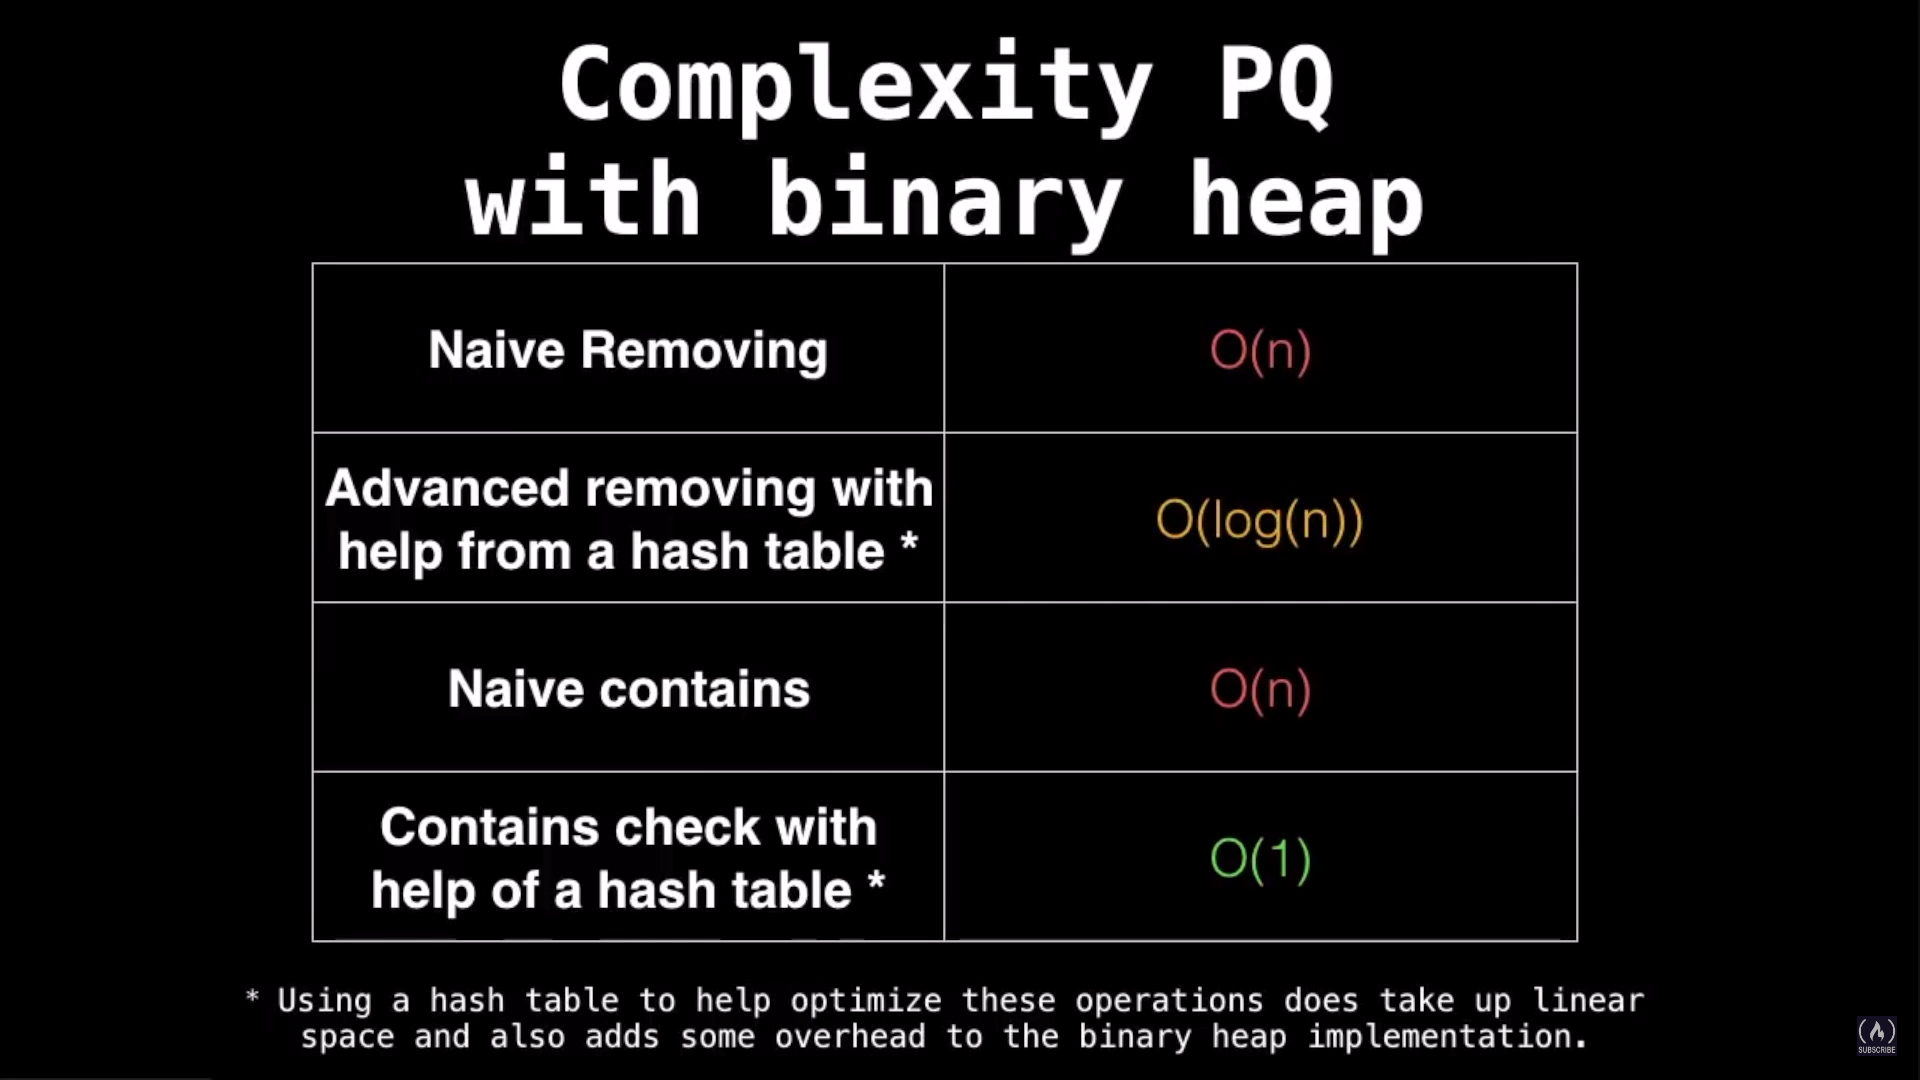 Complexity PQ
with binary heap
Naive Removing
O(n)
Advanced removing with
help from a hash table *
O(log(n))
Naive contains
O(n)
Contains check with
help of a hash table *
O(1)
* Using a hash table to help optimize these operations does take up linear
space and also adds some overhead to the binary heap implementation.
SUBSCRIBE